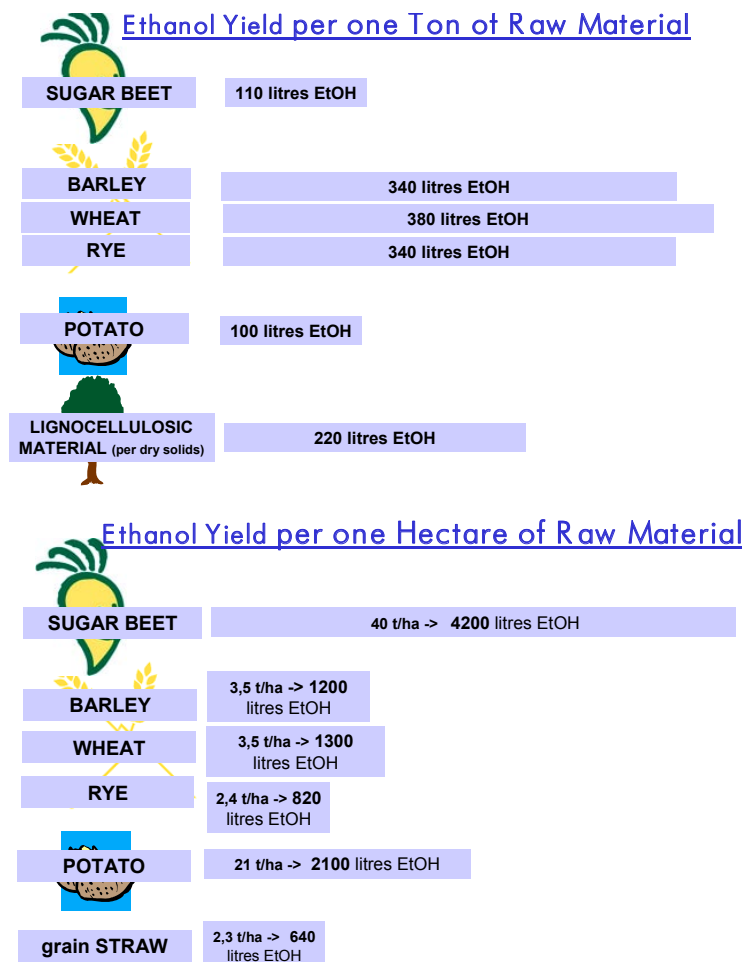 Ethanol Yield per one Ton of Raw Material
SUGAR BEET
110 litres EtOH
BARLEY
340 litres EtOH
WHEAT
380 litres EtOH
RYE
340 litres EtOH
POTATO
100 litres EtOH
LIGNOCELLULOSIC
MATERIAL (per dry solids)
220 litres EtOH
Ethanol Yield per one Hectare of Raw Material
SUGAR BEET
40 t/ha -> 4200 litres EtOH
BARLEY
3,5 t/ha -> 1200
litres EtOH
WHEAT
3,5 t/ha -> 1300
litres EtOH
RYE
2,4 t/ha -> 820
litres EtOH
POTATO
21 t/ha -> 2100 litres EtOH
grain STRAW
2,3 t/ha -> 640
litres EtOH